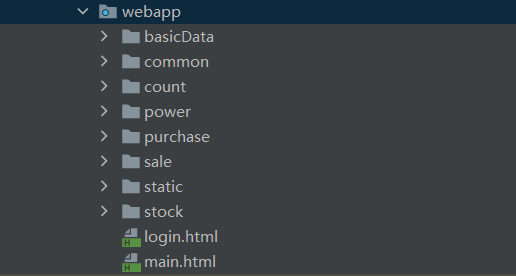 webapp
basicData
common
count
power
purchase
sale
static
stock
login.html
main.html